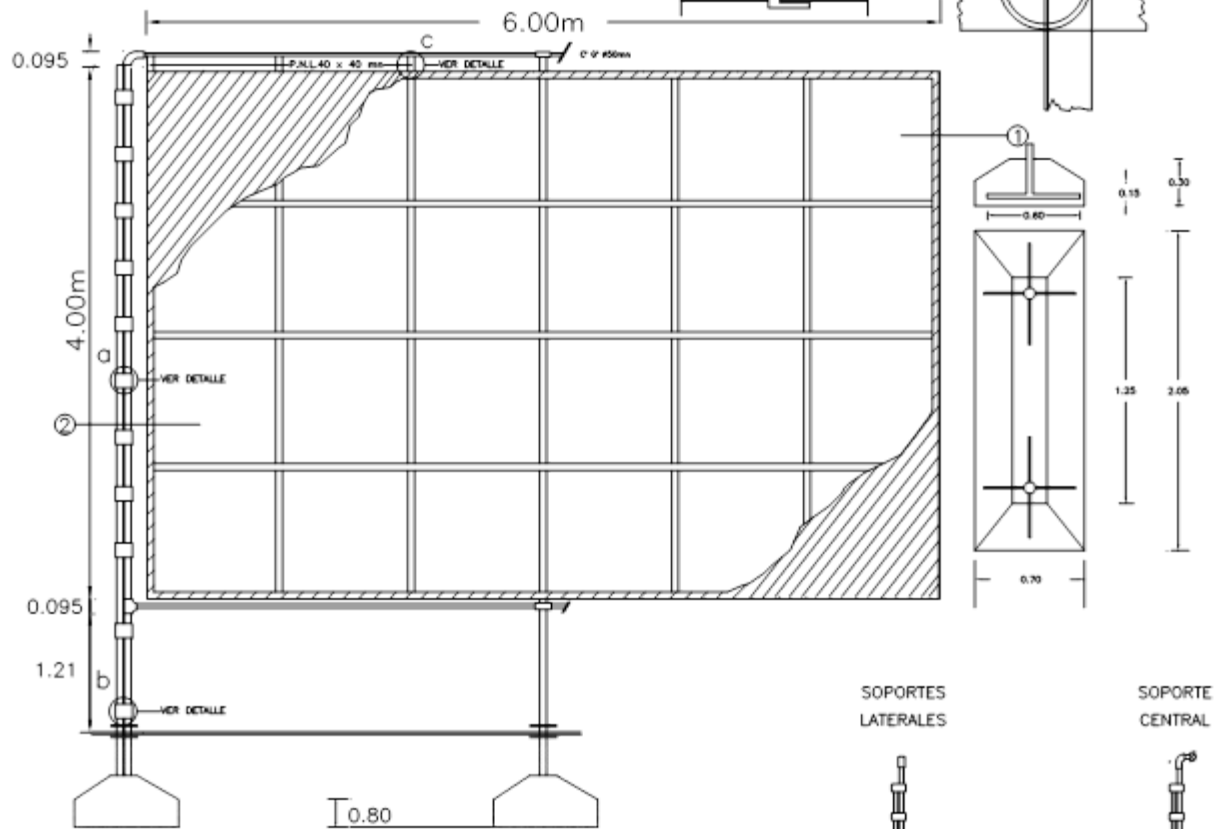 6.00m
0.095
c
P.N.L.40 x 40 mm
VER DETALLE
1
0.15
0.30
0.60
4.00m
a
VER DETALLE
2
1.25
2.05
0.70
0.095
1.21
b
VER DETALLE
SOPORTES
LATERALES
SOPORTE
CENTRAL
0.80